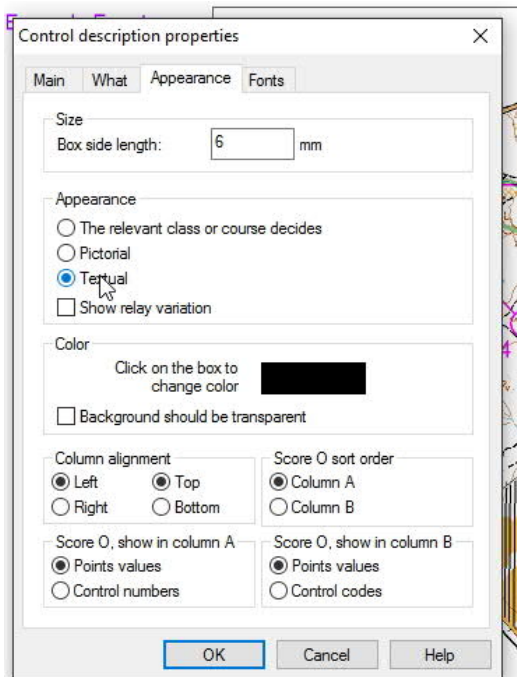 Control description properties
Main What Appearance Fonts
Size
Box side length: 6 mm
Appearance
The relevant class or course decides
Pictorial
Textual
Show relay variation
Color
Click on the box to
change color
Background should be transparent
Column alignment
Left Top
Right Bottom
Score O sort order
Column A
Column B
Score O, show in column A
Points values
Control numbers
Score O, show in column B
Points values
Control codes
OK Cancel Help
4